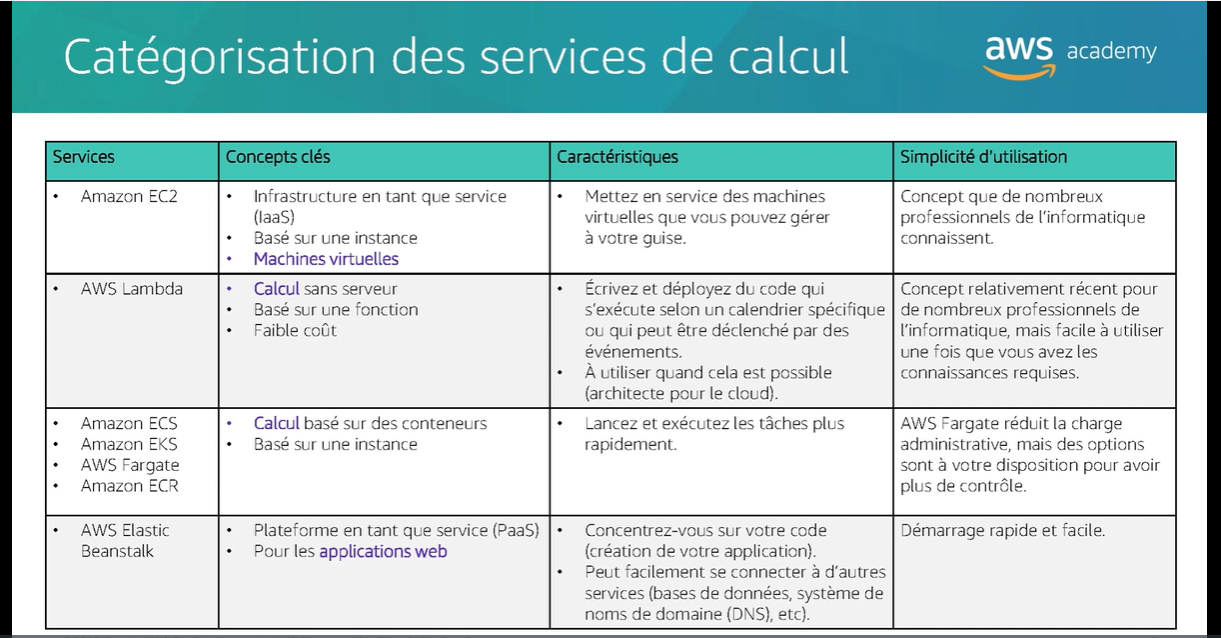 Catégorisation des services de calcul
aws academy
Services
Concepts clés
Caractéristiques
Simplicité d'utilisation
• Amazon EC2
• Infrastructure en tant que service
(IaaS)
• Basé sur une instance
• Machines virtuelles
• Mettez en service des machines
virtuelles que vous pouvez gérer
à votre guise.
Concept que de nombreux
professionnels de l'informatique
connaissent.
• AWS Lambda
• Calcul sans serveur
• Basé sur une fonction
• Faible coût
• Écrivez et déployez du code qui
s'exécute selon un calendrier spécifique
ou qui peut être déclenché par des
événements.
• À utiliser quand cela est possible
(architecte pour le cloud).
Concept relativement récent pour
de nombreux professionnels de
l'informatique, mais facile à utiliser
une fois que vous avez les
connaissances requises.
• Amazon ECS
• Amazon EKS
• AWS Fargate
• Amazon ECR
• Calcul basé sur des conteneurs
• Basé sur une instance
• Lancez et exécutez les tâches plus
rapidement.
AWS Fargate réduit la charge
administrative, mais des options
sont à votre disposition pour avoir
plus de contrôle.
• AWS Elastic
Beanstalk
• Plateforme en tant que service (PaaS)
• Pour les applications web
• Concentrez-vous sur votre code
(création de votre application).
• Peut facilement se connecter à d'autres
services (bases de données, système de
noms de domaine (DNS), etc).
Démarrage rapide et facile.